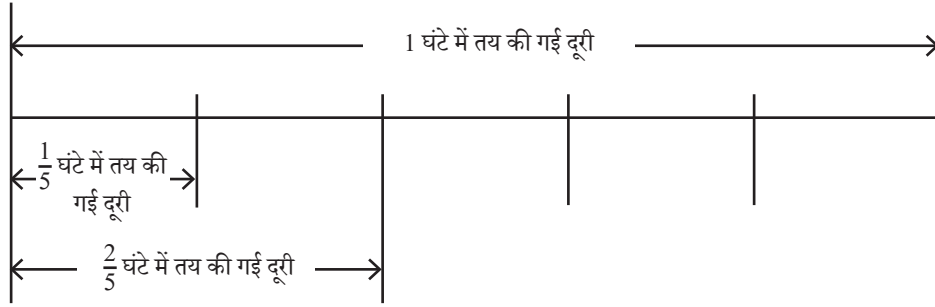 1 घंटे में तय की गई दूरी
1/5 घंटे में तय की
गई दूरी
2/5 घंटे में तय की गई दूरी